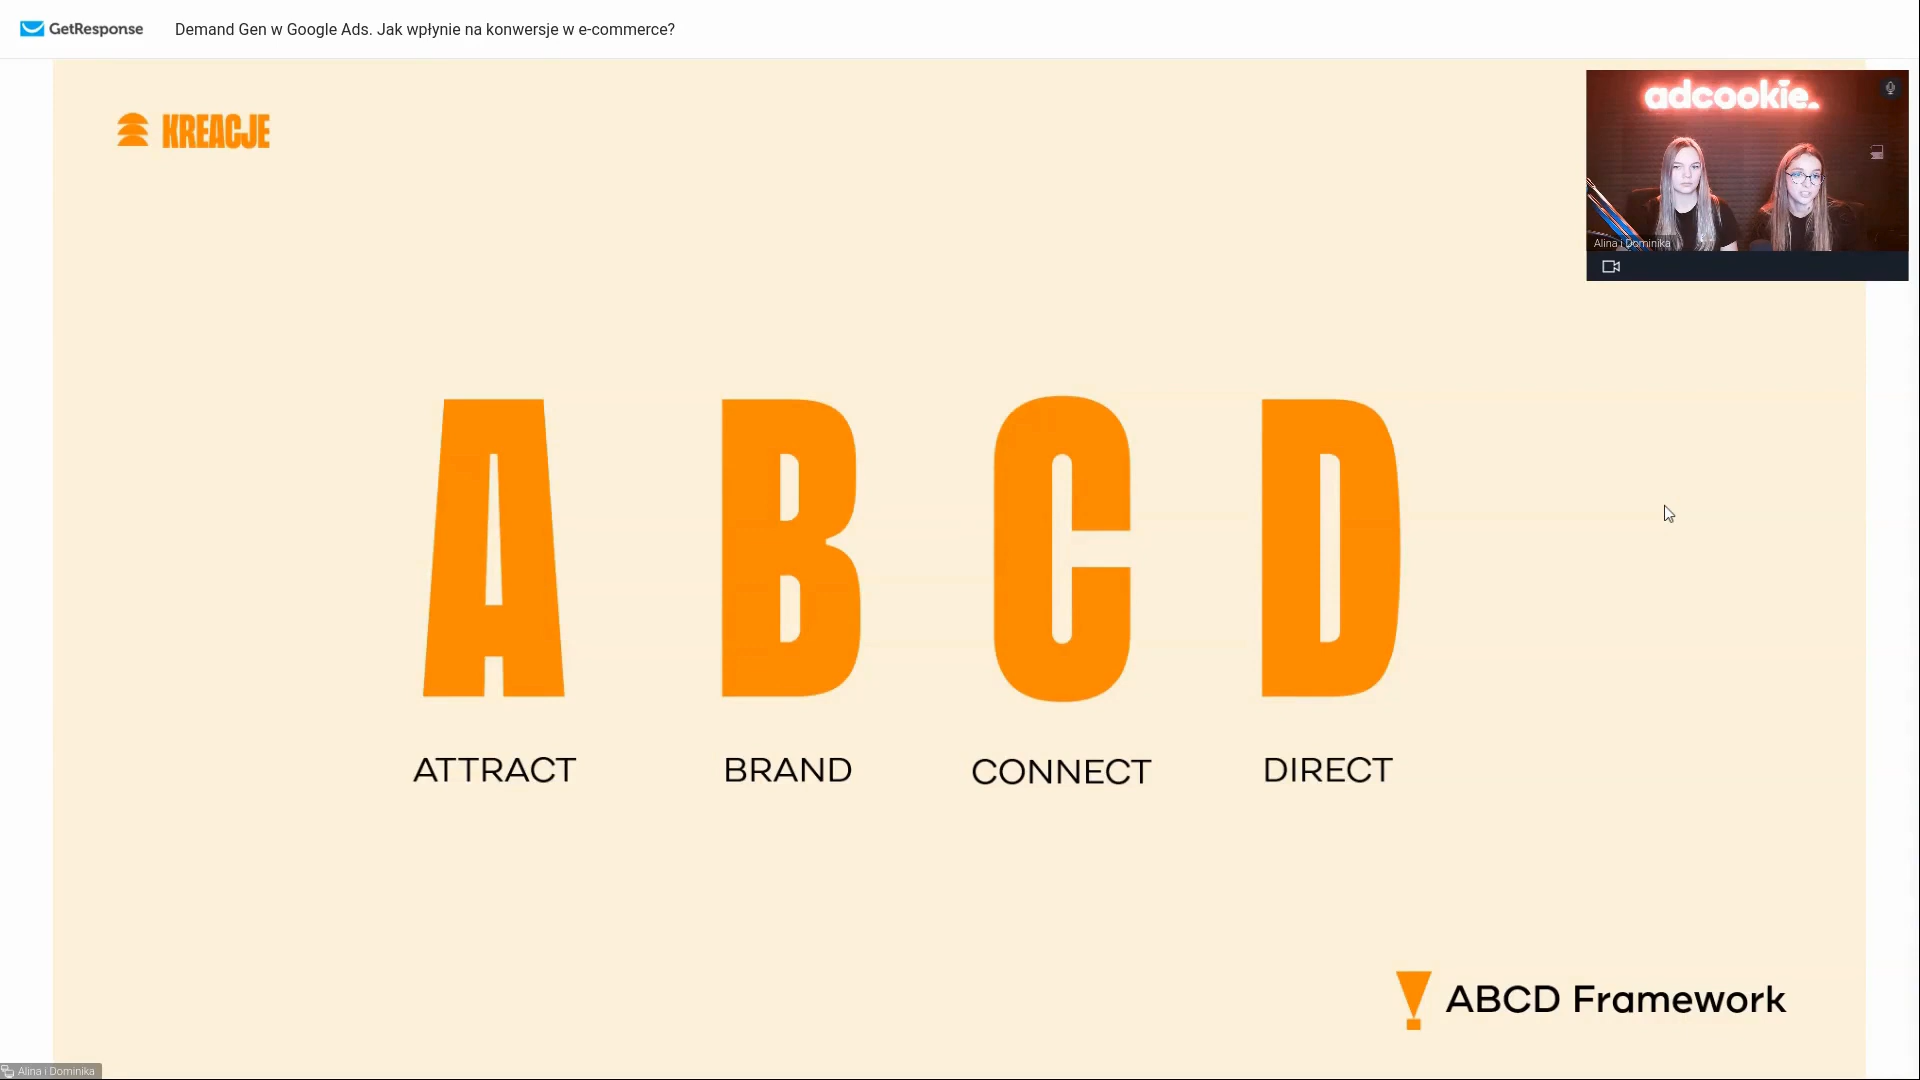 GetResponse
Demand Gen w Google Ads. Jak wpłynie na konwersje w e-commerce?
KREACJE
adcookie.
Alina i Dominika
A B C D
ATTRACT BRAND CONNECT DIRECT
ABCD Framework
Alina i Dominika